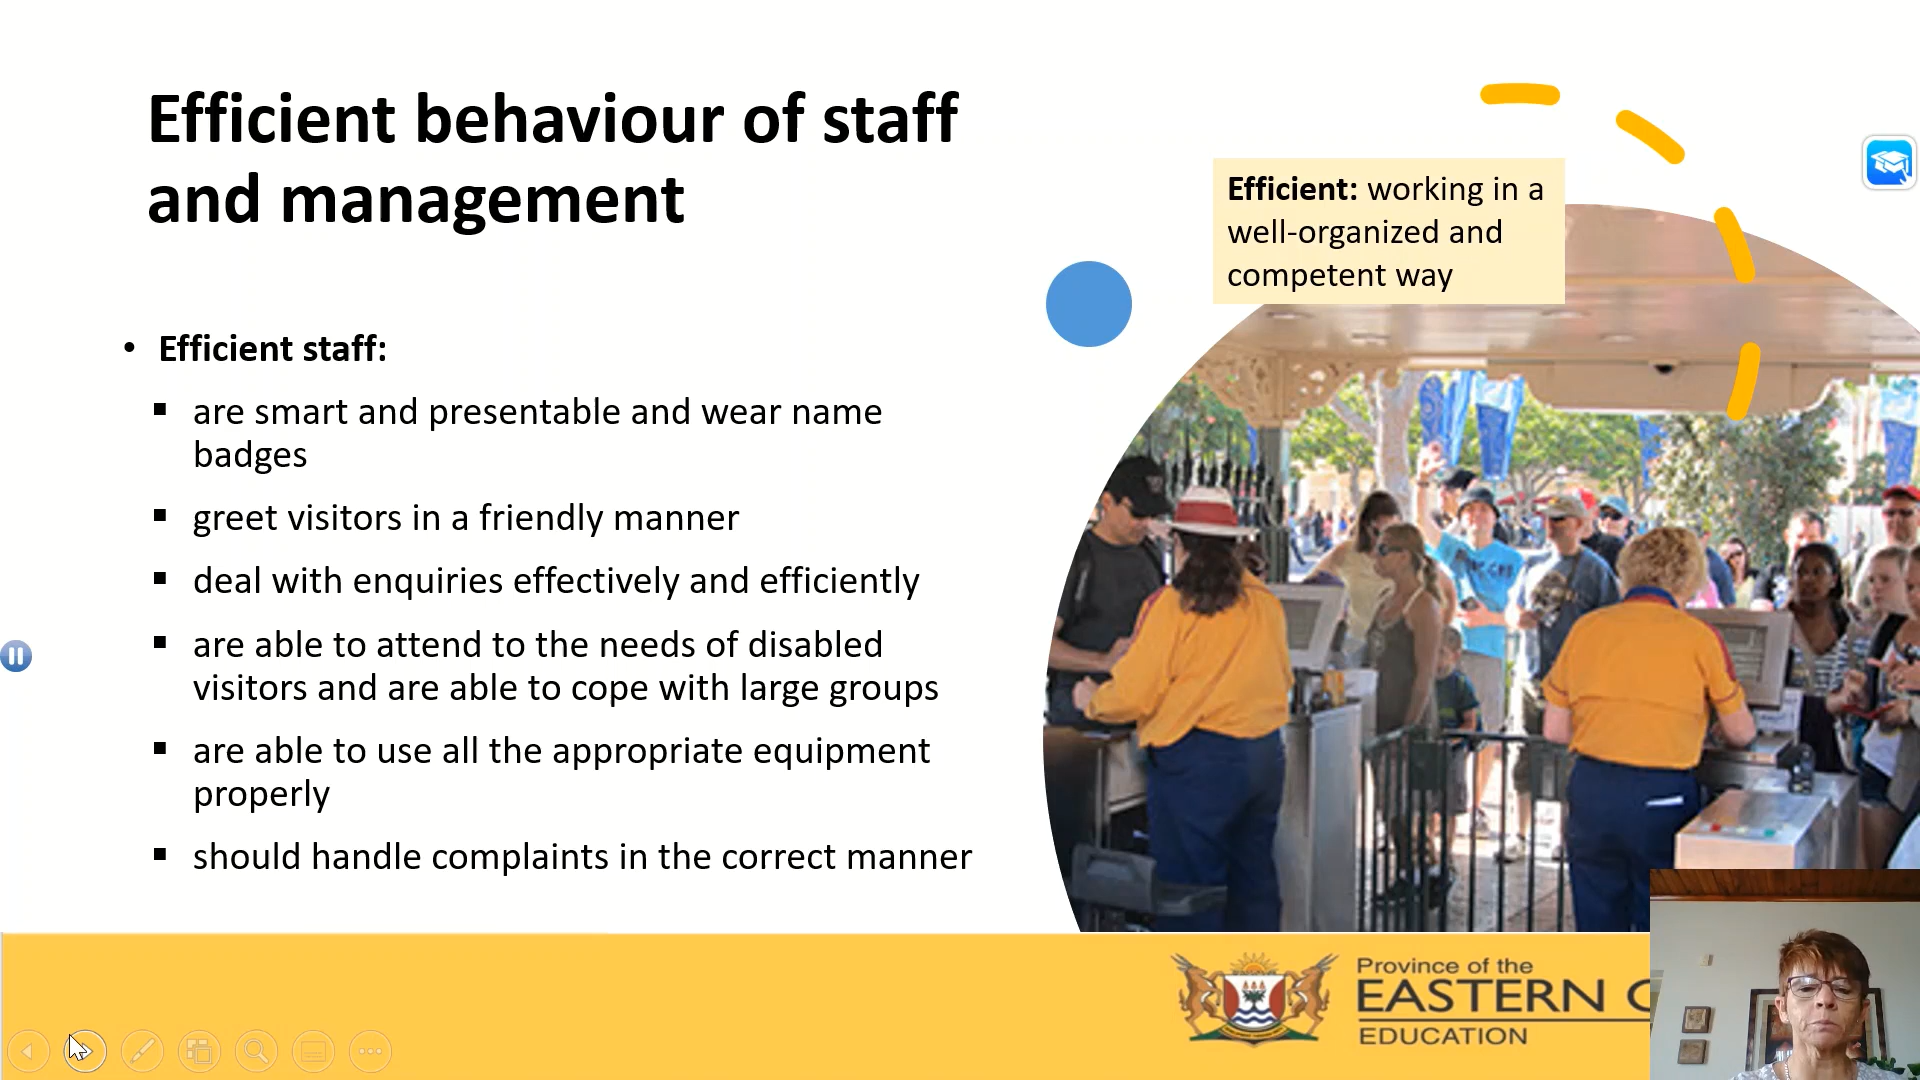 Efficient behaviour of staff
and management
Efficient: working in a
well-organized and
competent way
• Efficient staff:
▪ are smart and presentable and wear name
badges
▪ greet visitors in a friendly manner
▪ deal with enquiries effectively and efficiently
▪ are able to attend to the needs of disabled
visitors and are able to cope with large groups
▪ are able to use all the appropriate equipment
properly
▪ should handle complaints in the correct manner
Province of the
EASTERN
EDUCATION